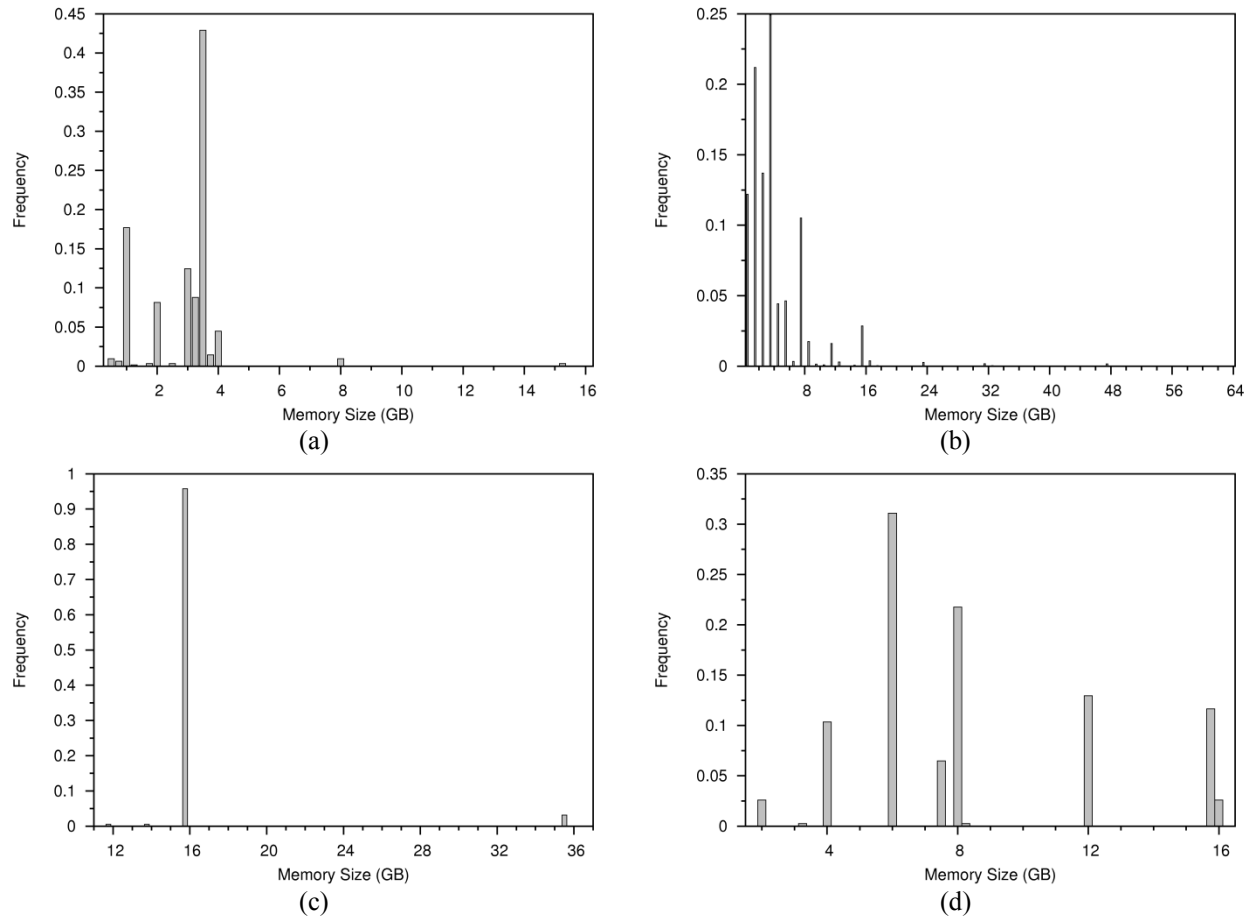 0.45
0.4
0.35
0.3
0.25
0.2
0.15
0.1
0.05
0
Frequency
2 4 6 8 10 12 14 16
Memory Size (GB)
(a)
0.25
0.2
0.15
0.1
0.05
0
Frequency
8 16 24 32 40 48 56 64
Memory Size (GB)
(b)
1
0.9
0.8
0.7
0.6
0.5
0.4
0.3
0.2
0.1
0
Frequency
12 16 20 24 28 32 36
Memory Size (GB)
(c)
0.35
0.3
0.25
0.2
0.15
0.1
0.05
0
Frequency
4 8 12 16
Memory Size (GB)
(d)